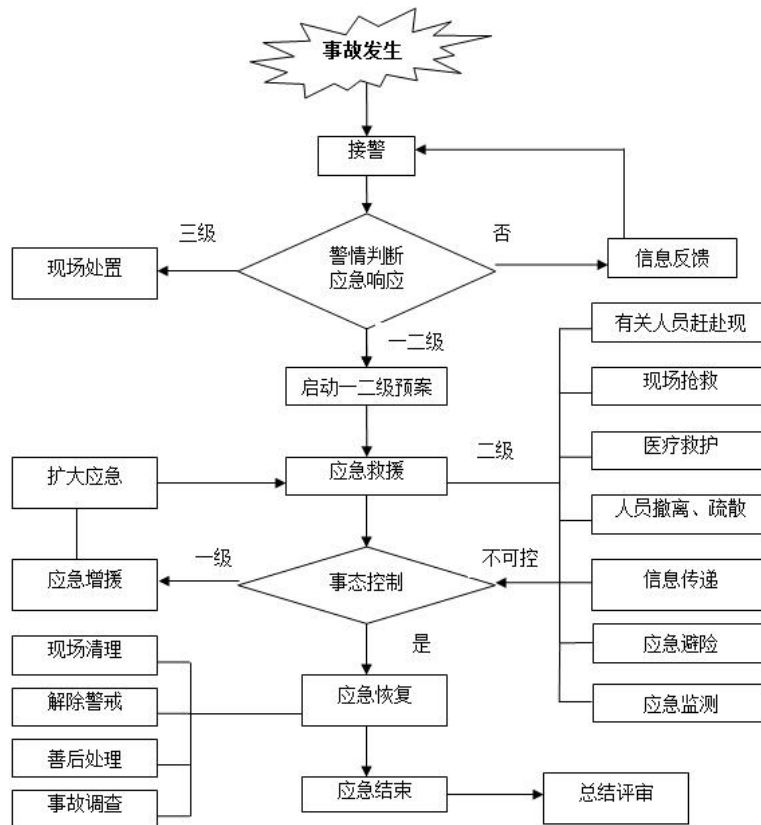 事故发生
接警
三级
警情判断
应急响应
否
现场处置
信息反馈
一二级
有关人员赶赴现
启动一二级预案
现场抢救
扩大应急
应急救援
二级
医疗救护
人员撤离、疏散
应急增援
一级
事态控制
不可控
信息传递
现场清理
是
应急避险
解除警戒
应急恢复
应急监测
善后处理
事故调查
应急结束
总结评审